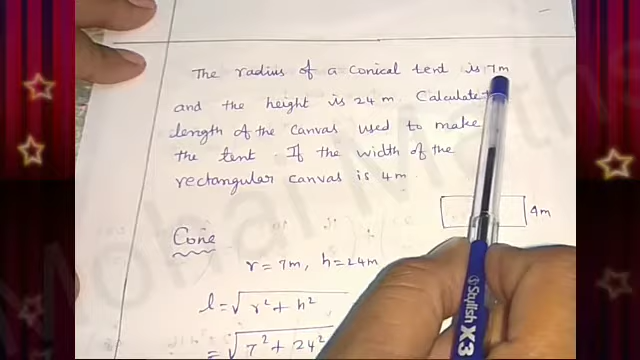 The radius of a Conical tent is 7m
and the height is 24 m. Calculate
length of the Canvas used to make
the tent. If the width of the
rectangular canvas is 4m.
4m
Cone
r = 7m, h = 24m
l = √r² + h²
= √7² + 24²
Stylish X3